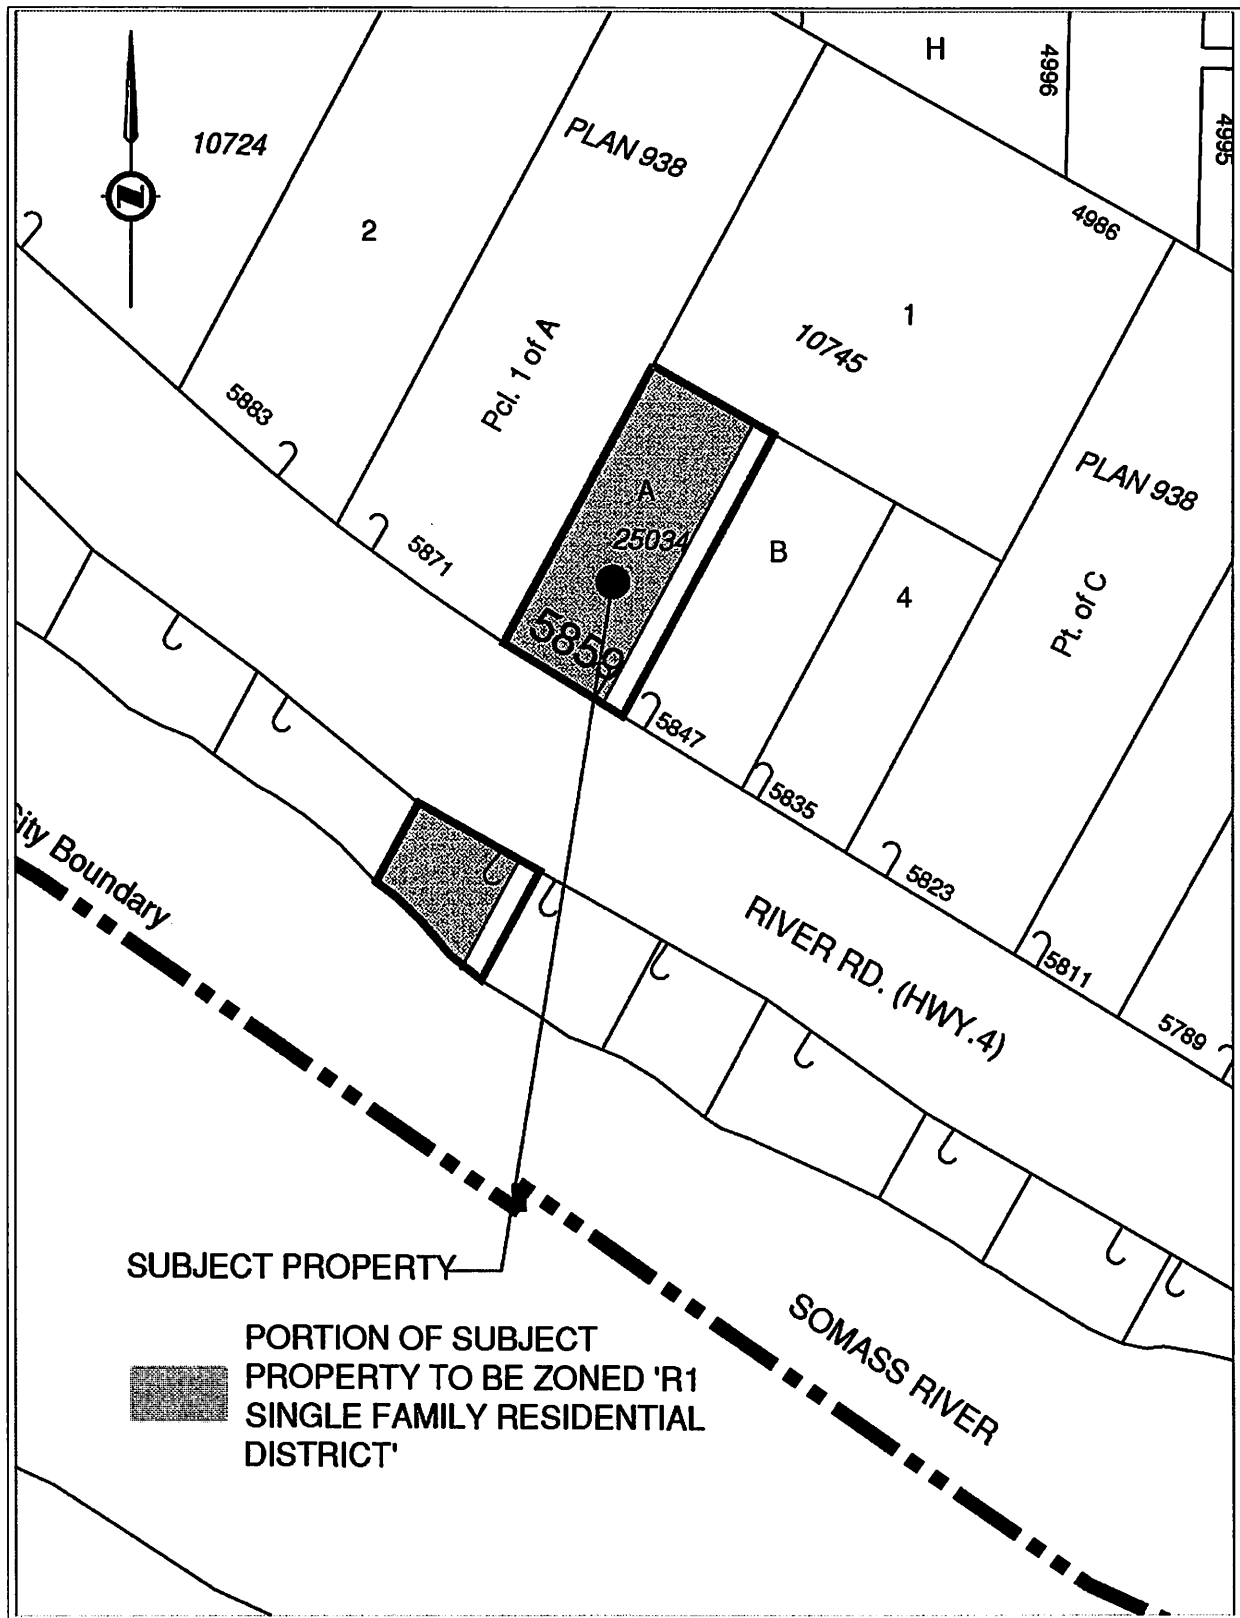 H
4996
4995
10724
PLAN 938
4986
2
1
10745
Pcl. 1 of A
5883
PLAN 938
A
25034
B
5871
4
Pt. of C
5859
5847
5835
5823
City Boundary
RIVER RD. (HWY.4)
5811
5789
SUBJECT PROPERTY
SOMASS RIVER
PORTION OF SUBJECT
PROPERTY TO BE ZONED 'R1
SINGLE FAMILY RESIDENTIAL
DISTRICT'